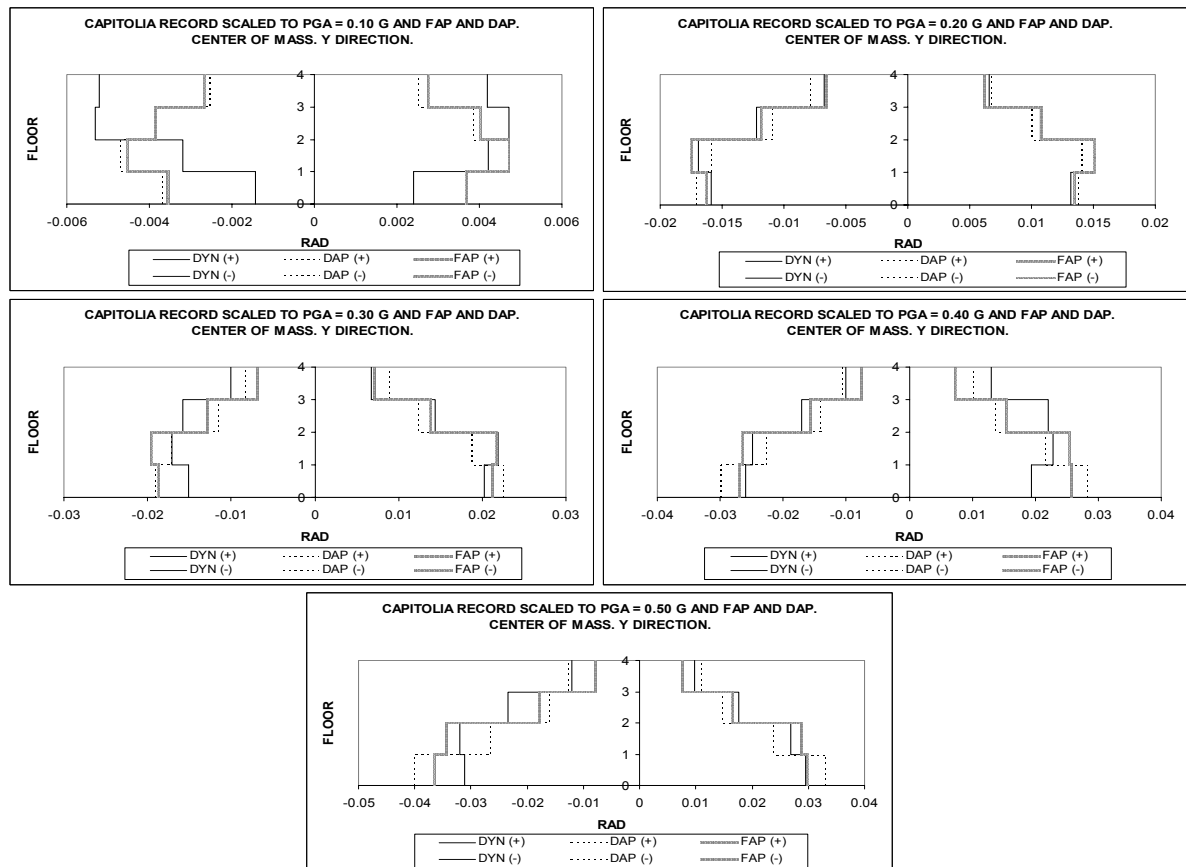 CAPITOLIA RECORD SCALED TO PGA = 0.10 G AND FAP AND DAP.
CENTER OF MASS. Y DIRECTION.
4
3
2
1
0
FLOOR
-0.006 -0.004 -0.002 0 0.002 0.004 0.006
RAD
DYN (+) DAP (+) FAP (+)
DYN (-) DAP (-) FAP (-)
CAPITOLIA RECORD SCALED TO PGA = 0.20 G AND FAP AND DAP.
CENTER OF MASS. Y DIRECTION.
4
3
2
1
0
FLOOR
-0.02 -0.015 -0.01 -0.005 0 0.005 0.01 0.015 0.02
RAD
DYN (+) DAP (+) FAP (+)
DYN (-) DAP (-) FAP (-)
CAPITOLIA RECORD SCALED TO PGA = 0.30 G AND FAP AND DAP.
CENTER OF MASS. Y DIRECTION.
4
3
2
1
0
FLOOR
-0.03 -0.02 -0.01 0 0.01 0.02 0.03
RAD
DYN (+) DAP (+) FAP (+)
DYN (-) DAP (-) FAP (-)
CAPITOLIA RECORD SCALED TO PGA = 0.40 G AND FAP AND DAP.
CENTER OF MASS. Y DIRECTION.
4
3
2
1
0
FLOOR
-0.04 -0.03 -0.02 -0.01 0 0.01 0.02 0.03 0.04
RAD
DYN (+) DAP (+) FAP (+)
DYN (-) DAP (-) FAP (-)
CAPITOLIA RECORD SCALED TO PGA = 0.50 G AND FAP AND DAP.
CENTER OF MASS. Y DIRECTION.
4
3
2
1
0
FLOOR
-0.05 -0.04 -0.03 -0.02 -0.01 0 0.01 0.02 0.03 0.04
RAD
DYN (+) DAP (+) FAP (+)
DYN (-) DAP (-) FAP (-)